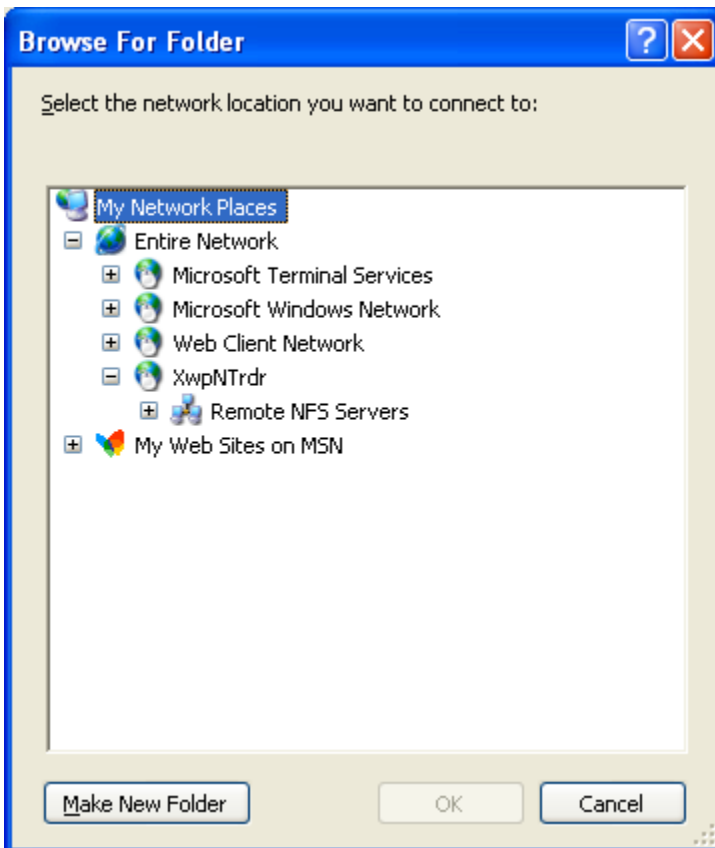 Browse For Folder
Select the network location you want to connect to:
My Network Places
Entire Network
Microsoft Terminal Services
Microsoft Windows Network
Web Client Network
XwpNTrdr
Remote NFS Servers
My Web Sites on MSN
Make New Folder OK Cancel